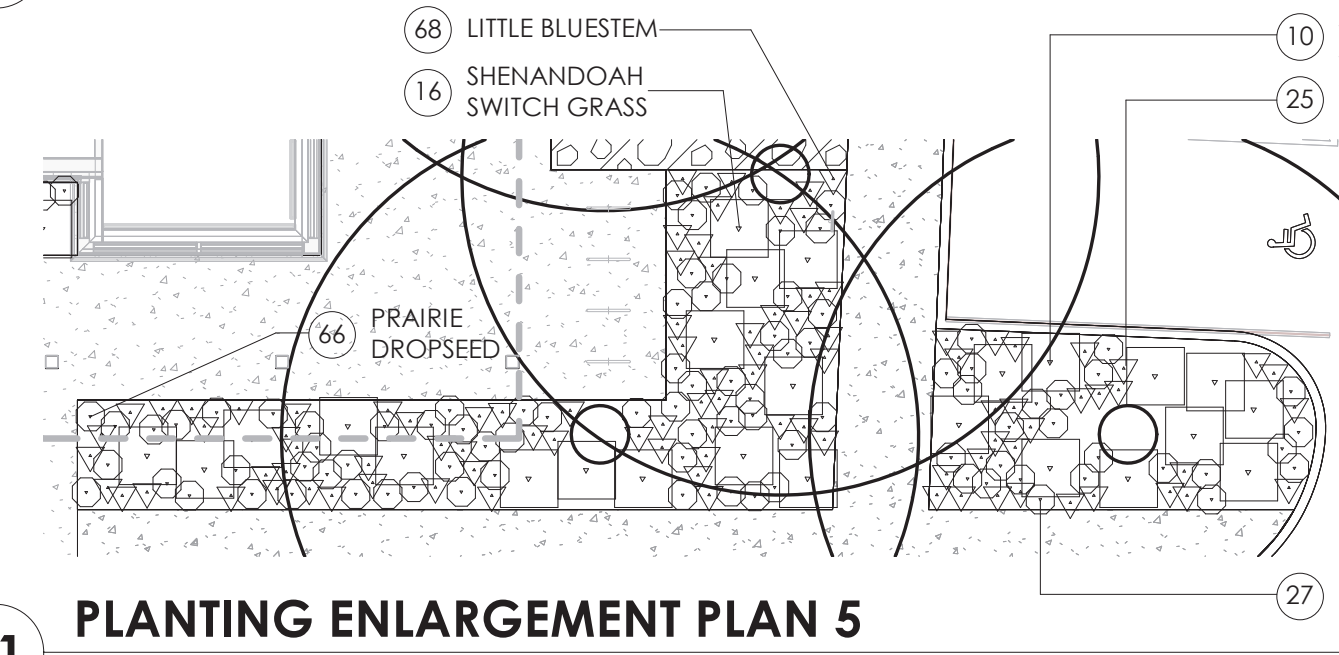 68 LITTLE BLUESTEM
16 SHENANDOAH
SWITCH GRASS
10
25
66 PRAIRIE
DROPSEED
27
PLANTING ENLARGEMENT PLAN 5
1